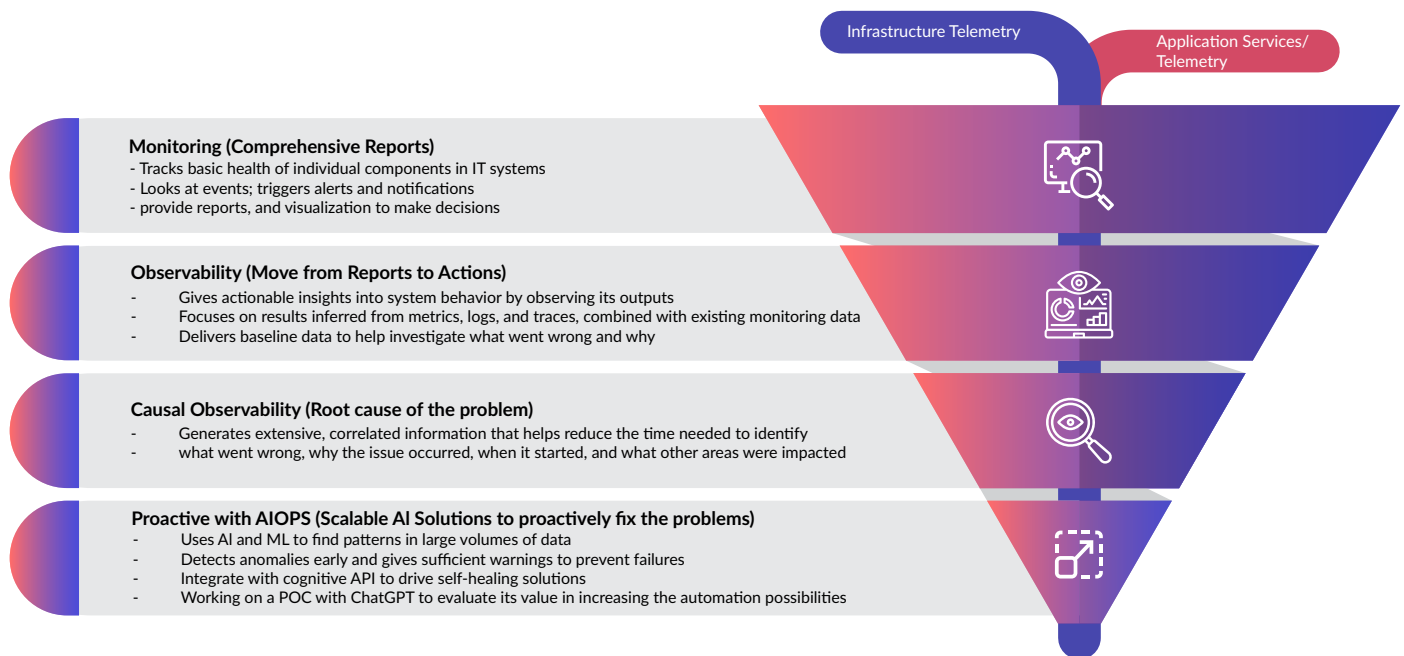 Infrastructure Telemetry
Application Services/
Telemetry
Monitoring (Comprehensive Reports)
- Tracks basic health of individual components in IT systems
- Looks at events; triggers alerts and notifications
- provide reports, and visualization to make decisions
Observability (Move from Reports to Actions)
- Gives actionable insights into system behavior by observing its outputs
- Focuses on results inferred from metrics, logs, and traces, combined with existing monitoring data
- Delivers baseline data to help investigate what went wrong and why
Causal Observability (Root cause of the problem)
- Generates extensive, correlated information that helps reduce the time needed to identify
- what went wrong, why the issue occurred, when it started, and what other areas were impacted
Proactive with AIOPS (Scalable AI Solutions to proactively fix the problems)
- Uses AI and ML to find patterns in large volumes of data
- Detects anomalies early and gives sufficient warnings to prevent failures
- Integrate with cognitive API to drive self-healing solutions
- Working on a POC with ChatGPT to evaluate its value in increasing the automation possibilities